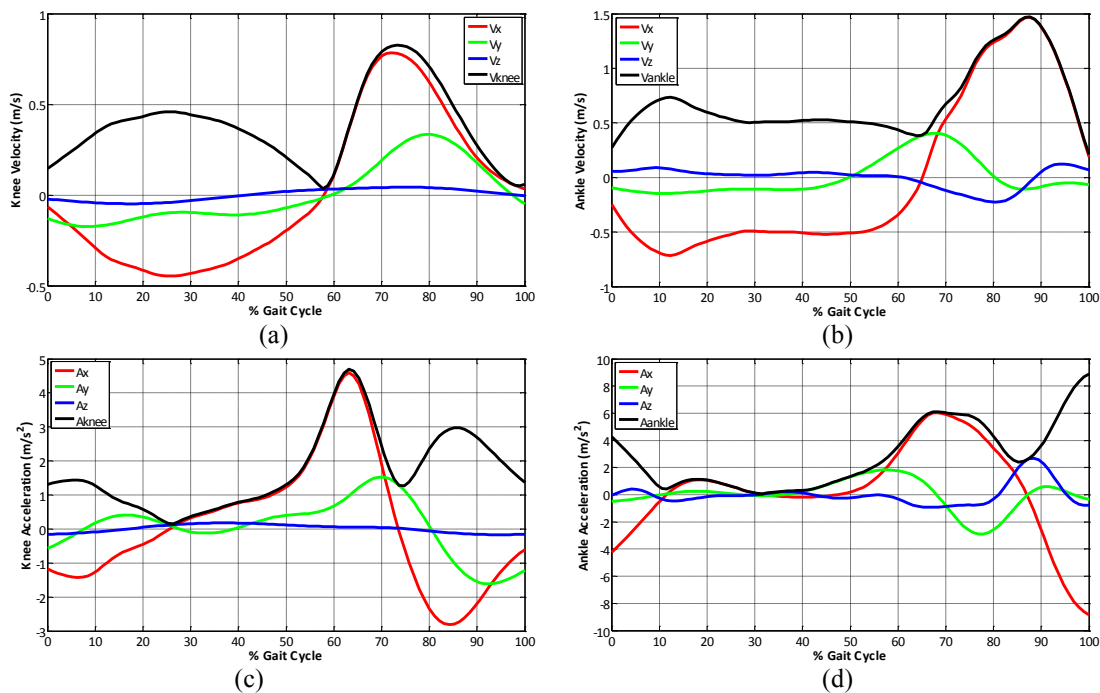 1
0.5
0
-0.5
Knee Velocity (m/s)
Vx
Vy
Vz
Vknee
0 10 20 30 40 50 60 70 80 90 100
% Gait Cycle
(a)
1.5
1
0.5
0
-0.5
-1
Ankle Velocity (m/s)
Vx
Vy
Vz
Vankle
0 10 20 30 40 50 60 70 80 90 100
% Gait Cycle
(b)
5
4
3
2
1
0
-1
-2
-3
Knee Acceleration (m/s²)
Ax
Ay
Az
Aknee
0 10 20 30 40 50 60 70 80 90 100
% Gait Cycle
(c)
10
8
6
4
2
0
-2
-4
-6
-8
-10
Ankle Acceleration (m/s²)
Ax
Ay
Az
Aankle
0 10 20 30 40 50 60 70 80 90 100
% Gait Cycle
(d)